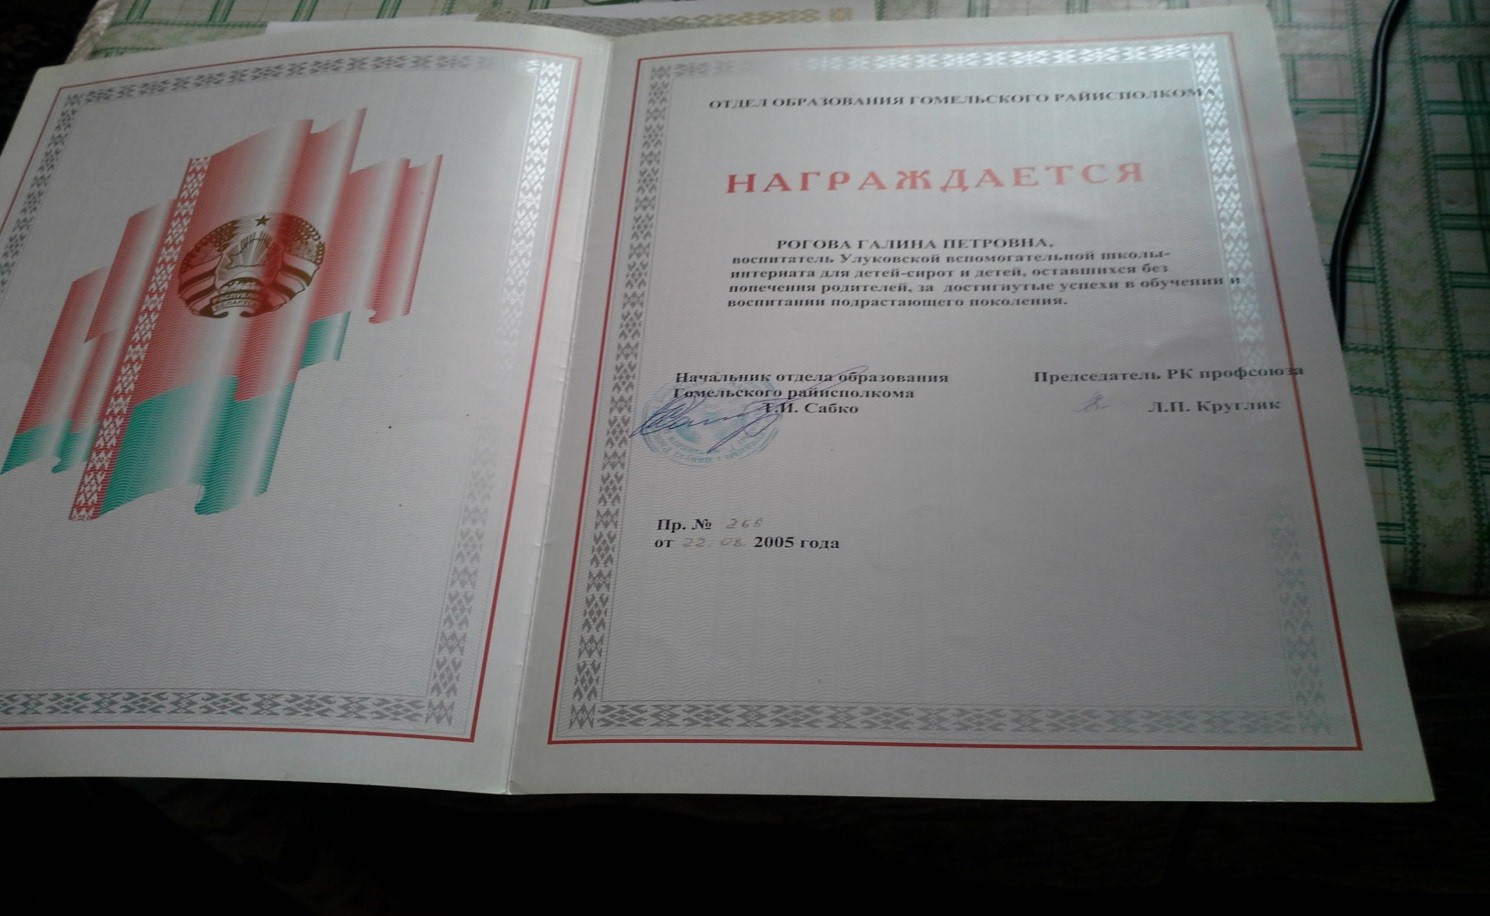 ОТДЕЛ ОБРАЗОВАНИЯ ГОМЕЛЬСКОГО РАЙИСПОЛКОМА
НАГРАЖДАЕТСЯ
РОГОВА ГАЛИНА ПЕТРОВНА,
воспитатель Улуковской вспомогательной школы-
интерната для детей-сирот и детей, оставшихся без
попечения родителей, за достигнутые успехи в обучении и
воспитании подрастающего поколения.
Начальник отдела образования
Гомельского райисполкома
Т.И. Сабко
Председатель РК профсоюза
Л.П. Круглик
Пр. № 266
от 22. 08. 2005 года